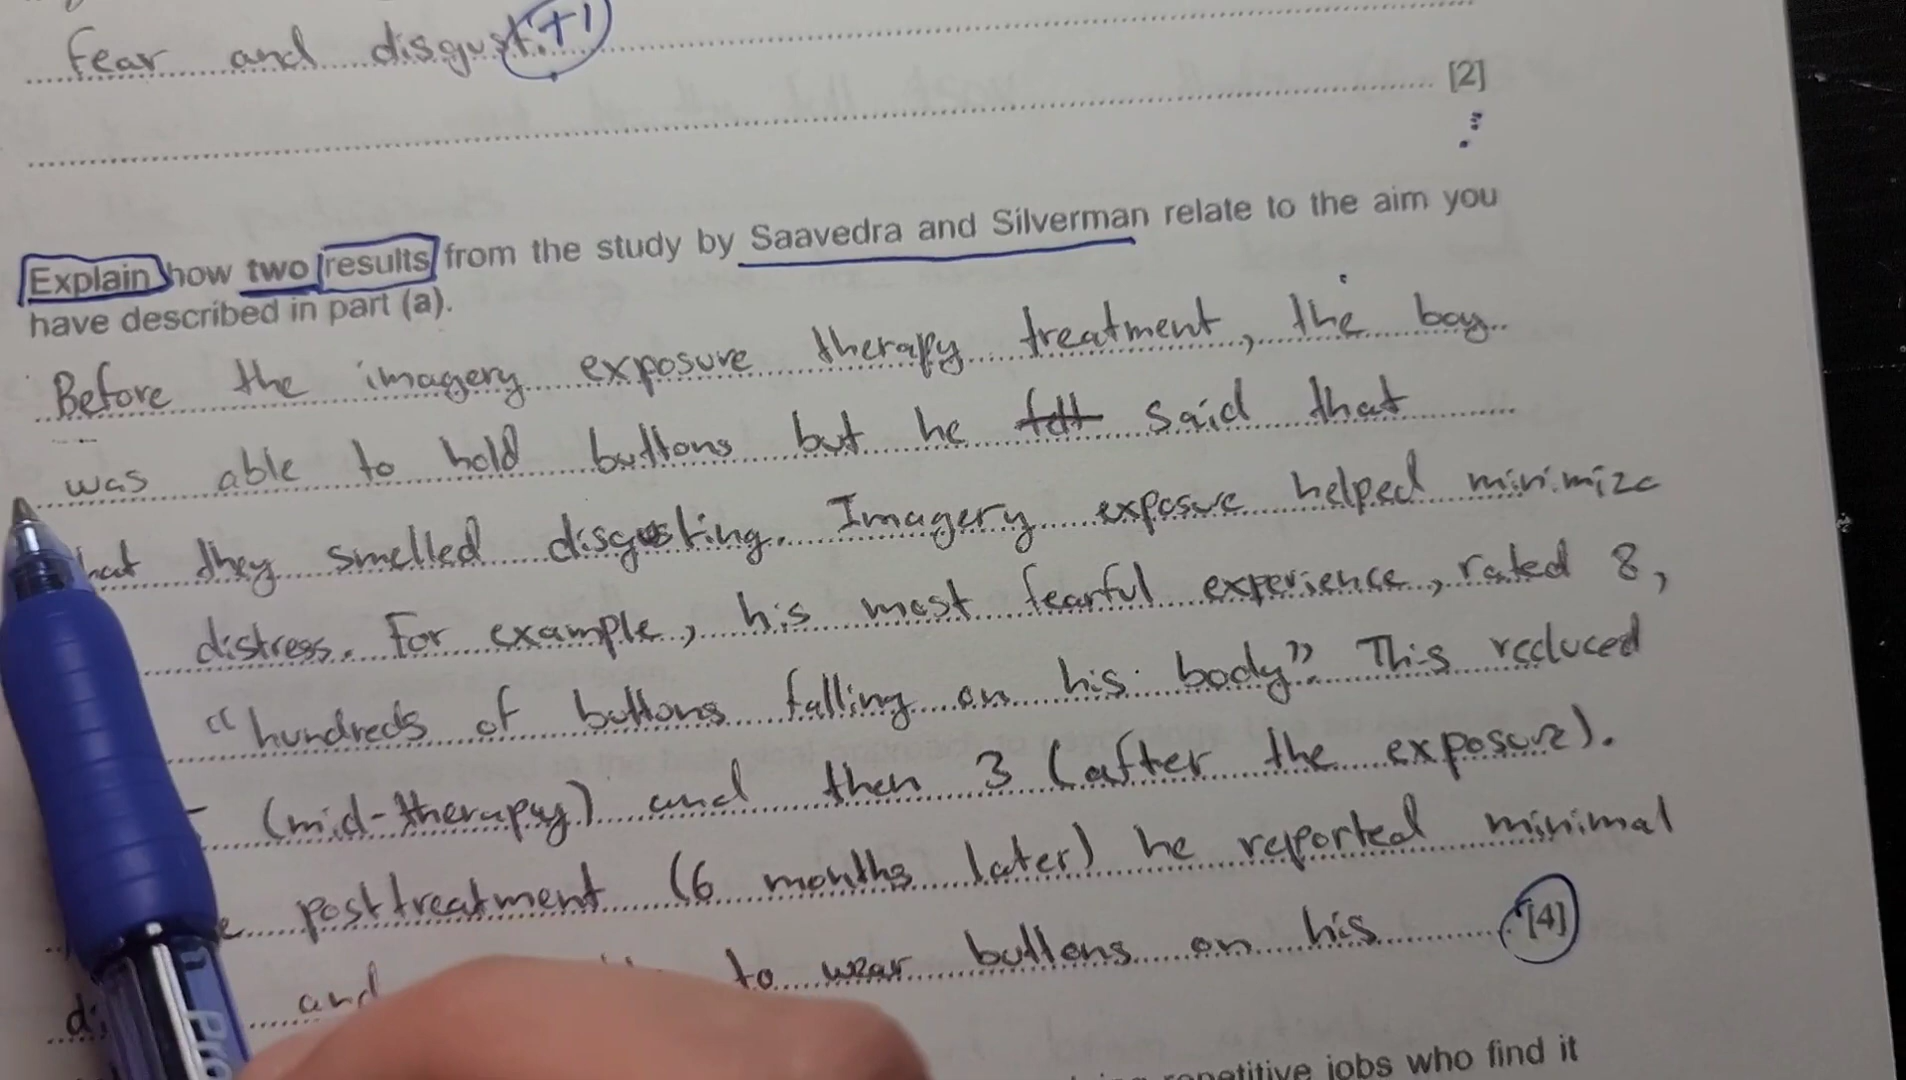 fear and disgust. +1
[2]
Explain how two results from the study by Saavedra and Silverman relate to the aim you
have described in part (a).
Before the imagery exposure therapy treatment, the boy
was able to hold buttons but he felt said that
they smelled disgusting. Imagery exposure helped minimize
distress. For example, his most fearful experience, rated 8,
"hundreds of buttons falling on his body". This reduced
(mid-therapy) and then 3 (after the exposure).
posttreatment (6 months later) he reported minimal
and to wear buttons on his [4]
repetitive jobs who find it